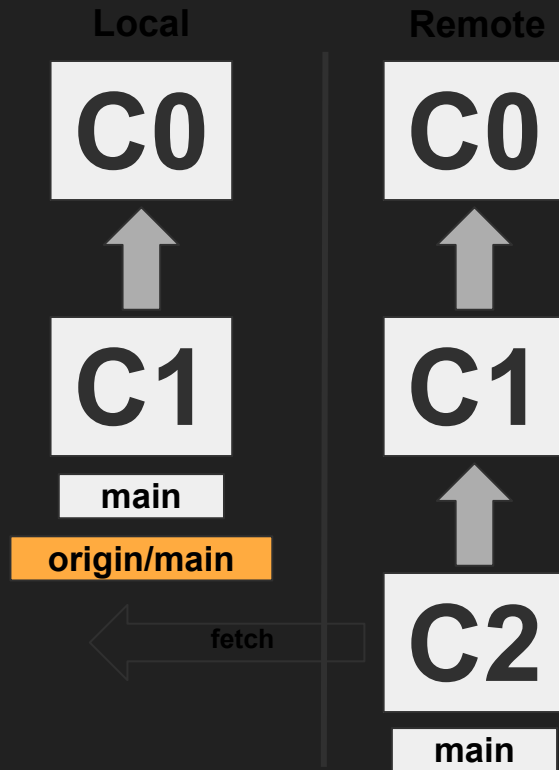 Local
C0
C1
main
origin/main
fetch
Remote
C0
C1
C2
main